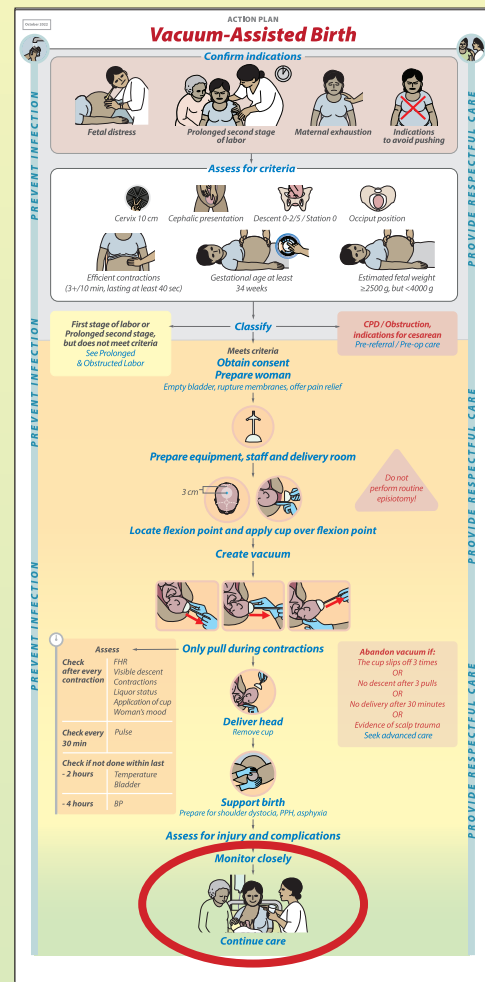 October 2022
ACTION PLAN
Vacuum-Assisted Birth
PREVENT INFECTION
PROVIDE RESPECTFUL CARE
Confirm indications
Fetal distress
Prolonged second stage
of labor
Maternal exhaustion
Indications
to avoid pushing
Assess for criteria
Cervix 10 cm
Cephalic presentation
Descent 0-2/5 / Station 0
Occiput position
Efficient contractions
(3+/10 min, lasting at least 40 sec)
Gestational age at least
34 weeks
Estimated fetal weight
≥2500 g, but <4000 g
First stage of labor or
Prolonged second stage,
but does not meet criteria
See Prolonged
& Obstructed Labor
Classify
CPD / Obstruction,
indications for cesarean
Pre-referral / Pre-op care
PREVENT INFECTION
PROVIDE RESPECTFUL CARE
Meets criteria
Obtain consent
Prepare woman
Empty bladder, rupture membranes, offer pain relief
Prepare equipment, staff and delivery room
3 cm
Do not
perform routine
episiotomy!
Locate flexion point and apply cup over flexion point
Create vacuum
PREVENT INFECTION
PROVIDE RESPECTFUL CARE
Only pull during contractions
Assess
Check
after every
contraction
FHR
Visible descent
Contractions
Liquor status
Application of cup
Woman's mood
Check every
30 min
Pulse
Check if not done within last
- 2 hours
Temperature
Bladder
- 4 hours
BP
Abandon vacuum if:
The cup slips off 3 times
OR
No descent after 3 pulls
OR
No delivery after 30 minutes
OR
Evidence of scalp trauma
Seek advanced care
Deliver head
Remove cup
Support birth
Prepare for shoulder dystocia, PPH, asphyxia
Assess for injury and complications
Monitor closely
Continue care